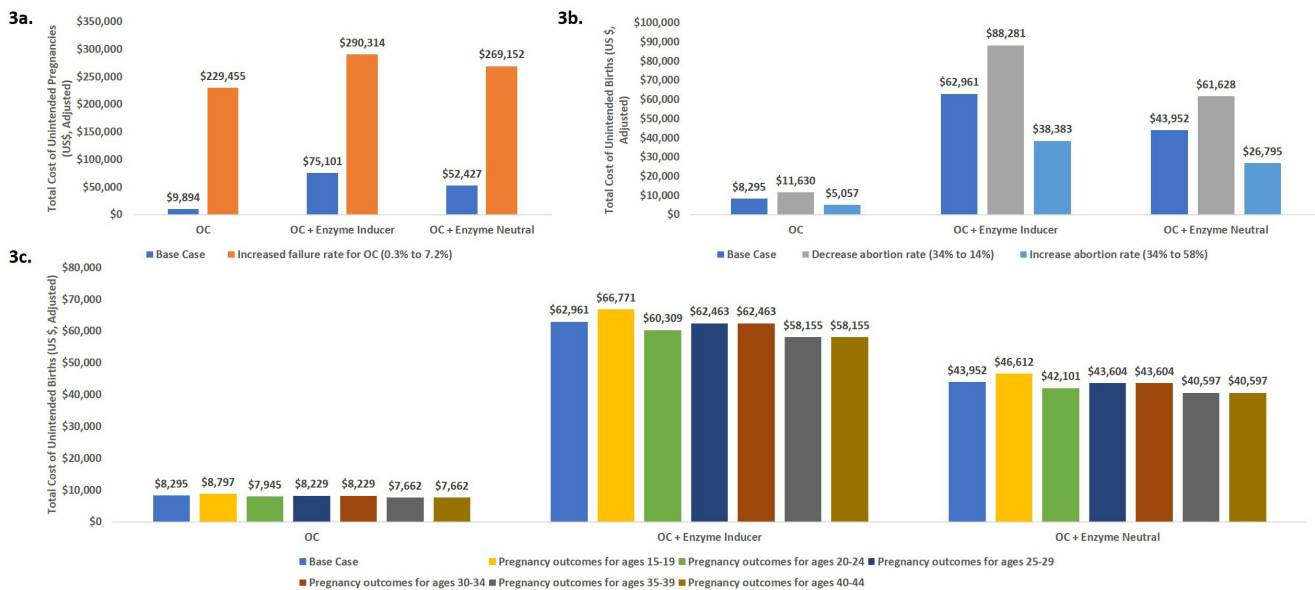 3a.
Total Cost of Unintended Pregnancies
(US$, Adjusted)
$350,000
$300,000
$250,000
$200,000
$150,000
$100,000
$50,000
$0
$9,894
$229,455
$75,101
$290,314
$52,427
$269,152
OC
OC + Enzyme Inducer
OC + Enzyme Neutral
Base Case
Increased failure rate for OC (0.3% to 7.2%)
3b.
Total Cost of Unintended Births (US $,
Adjusted)
$100,000
$90,000
$80,000
$70,000
$60,000
$50,000
$40,000
$30,000
$20,000
$10,000
$0
$8,295
$11,630
$5,057
$62,961
$88,281
$38,383
$43,952
$61,628
$26,795
OC
OC + Enzyme Inducer
OC + Enzyme Neutral
Base Case
Decrease abortion rate (34% to 14%)
Increase abortion rate (34% to 58%)
3c.
Total Cost of Unintended Births (US $, Adjusted)
$80,000
$70,000
$60,000
$50,000
$40,000
$30,000
$20,000
$10,000
$0
$8,295
$8,797
$7,945
$8,229
$8,229
$7,662
$7,662
$62,961
$66,771
$60,309
$62,463
$62,463
$58,155
$58,155
$43,952
$46,612
$42,101
$43,604
$43,604
$40,597
$40,597
OC
OC + Enzyme Inducer
OC + Enzyme Neutral
Base Case
Pregnancy outcomes for ages 15-19
Pregnancy outcomes for ages 20-24
Pregnancy outcomes for ages 25-29
Pregnancy outcomes for ages 30-34
Pregnancy outcomes for ages 35-39
Pregnancy outcomes for ages 40-44